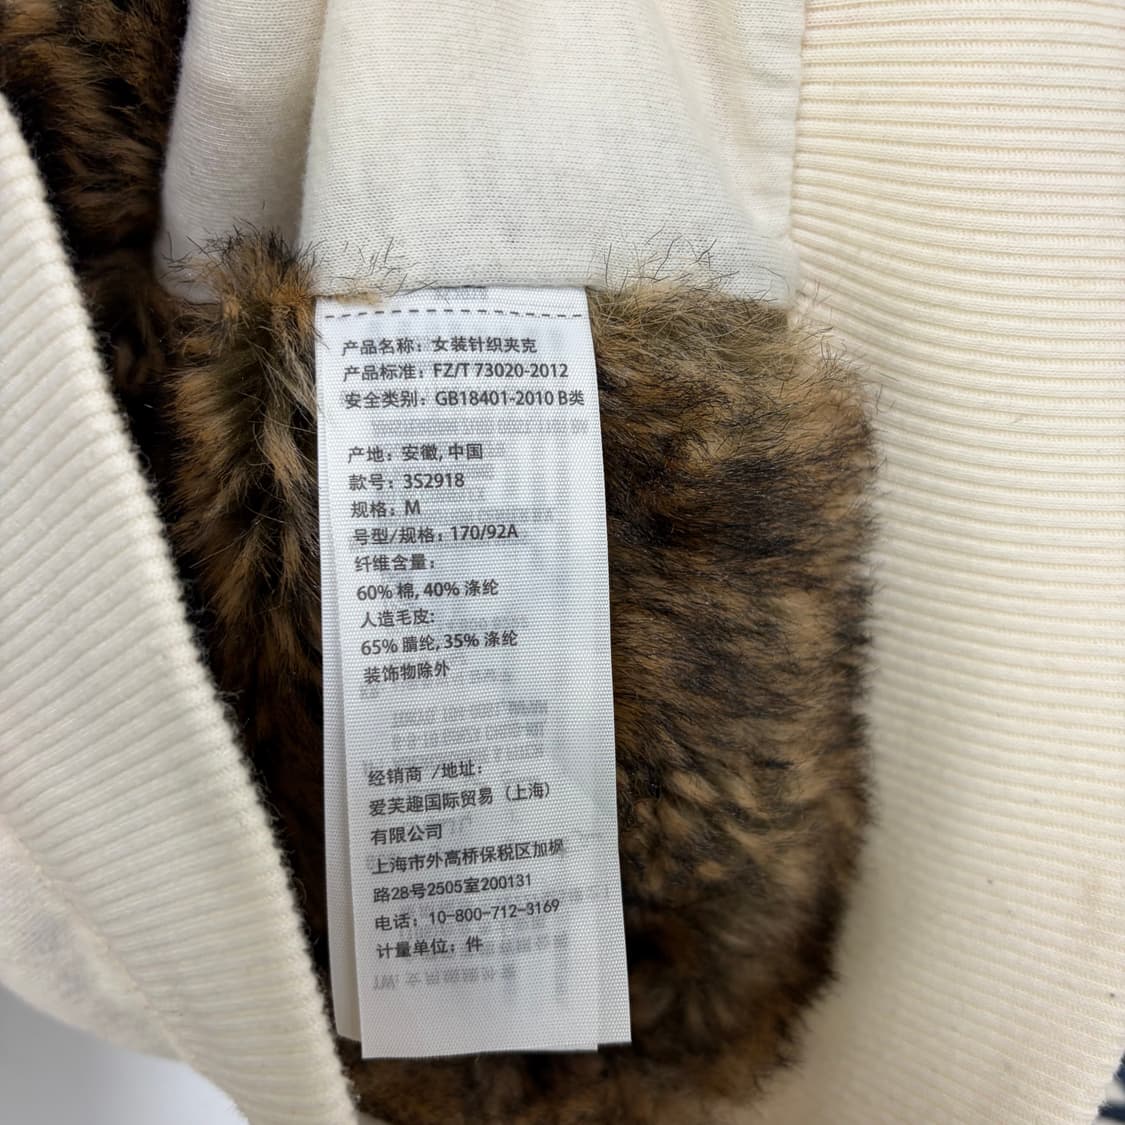 产品名称：女装针织夹克
产品标准：FZ/T 73020-2012
安全类别：GB18401-2010 B类
产地：安徽, 中国
款号：3S2918
规格：M
号型/规格：170/92A
纤维含量：
60% 棉, 40% 涤纶
人造毛皮:
65% 腈纶, 35% 涤纶
装饰物除外
经销商 /地址:
爱芙趣国际贸易 (上海)
有限公司
上海市外高桥保税区加枫
路28号2505室200131
电话：10-800-712-3169
计量单位：件